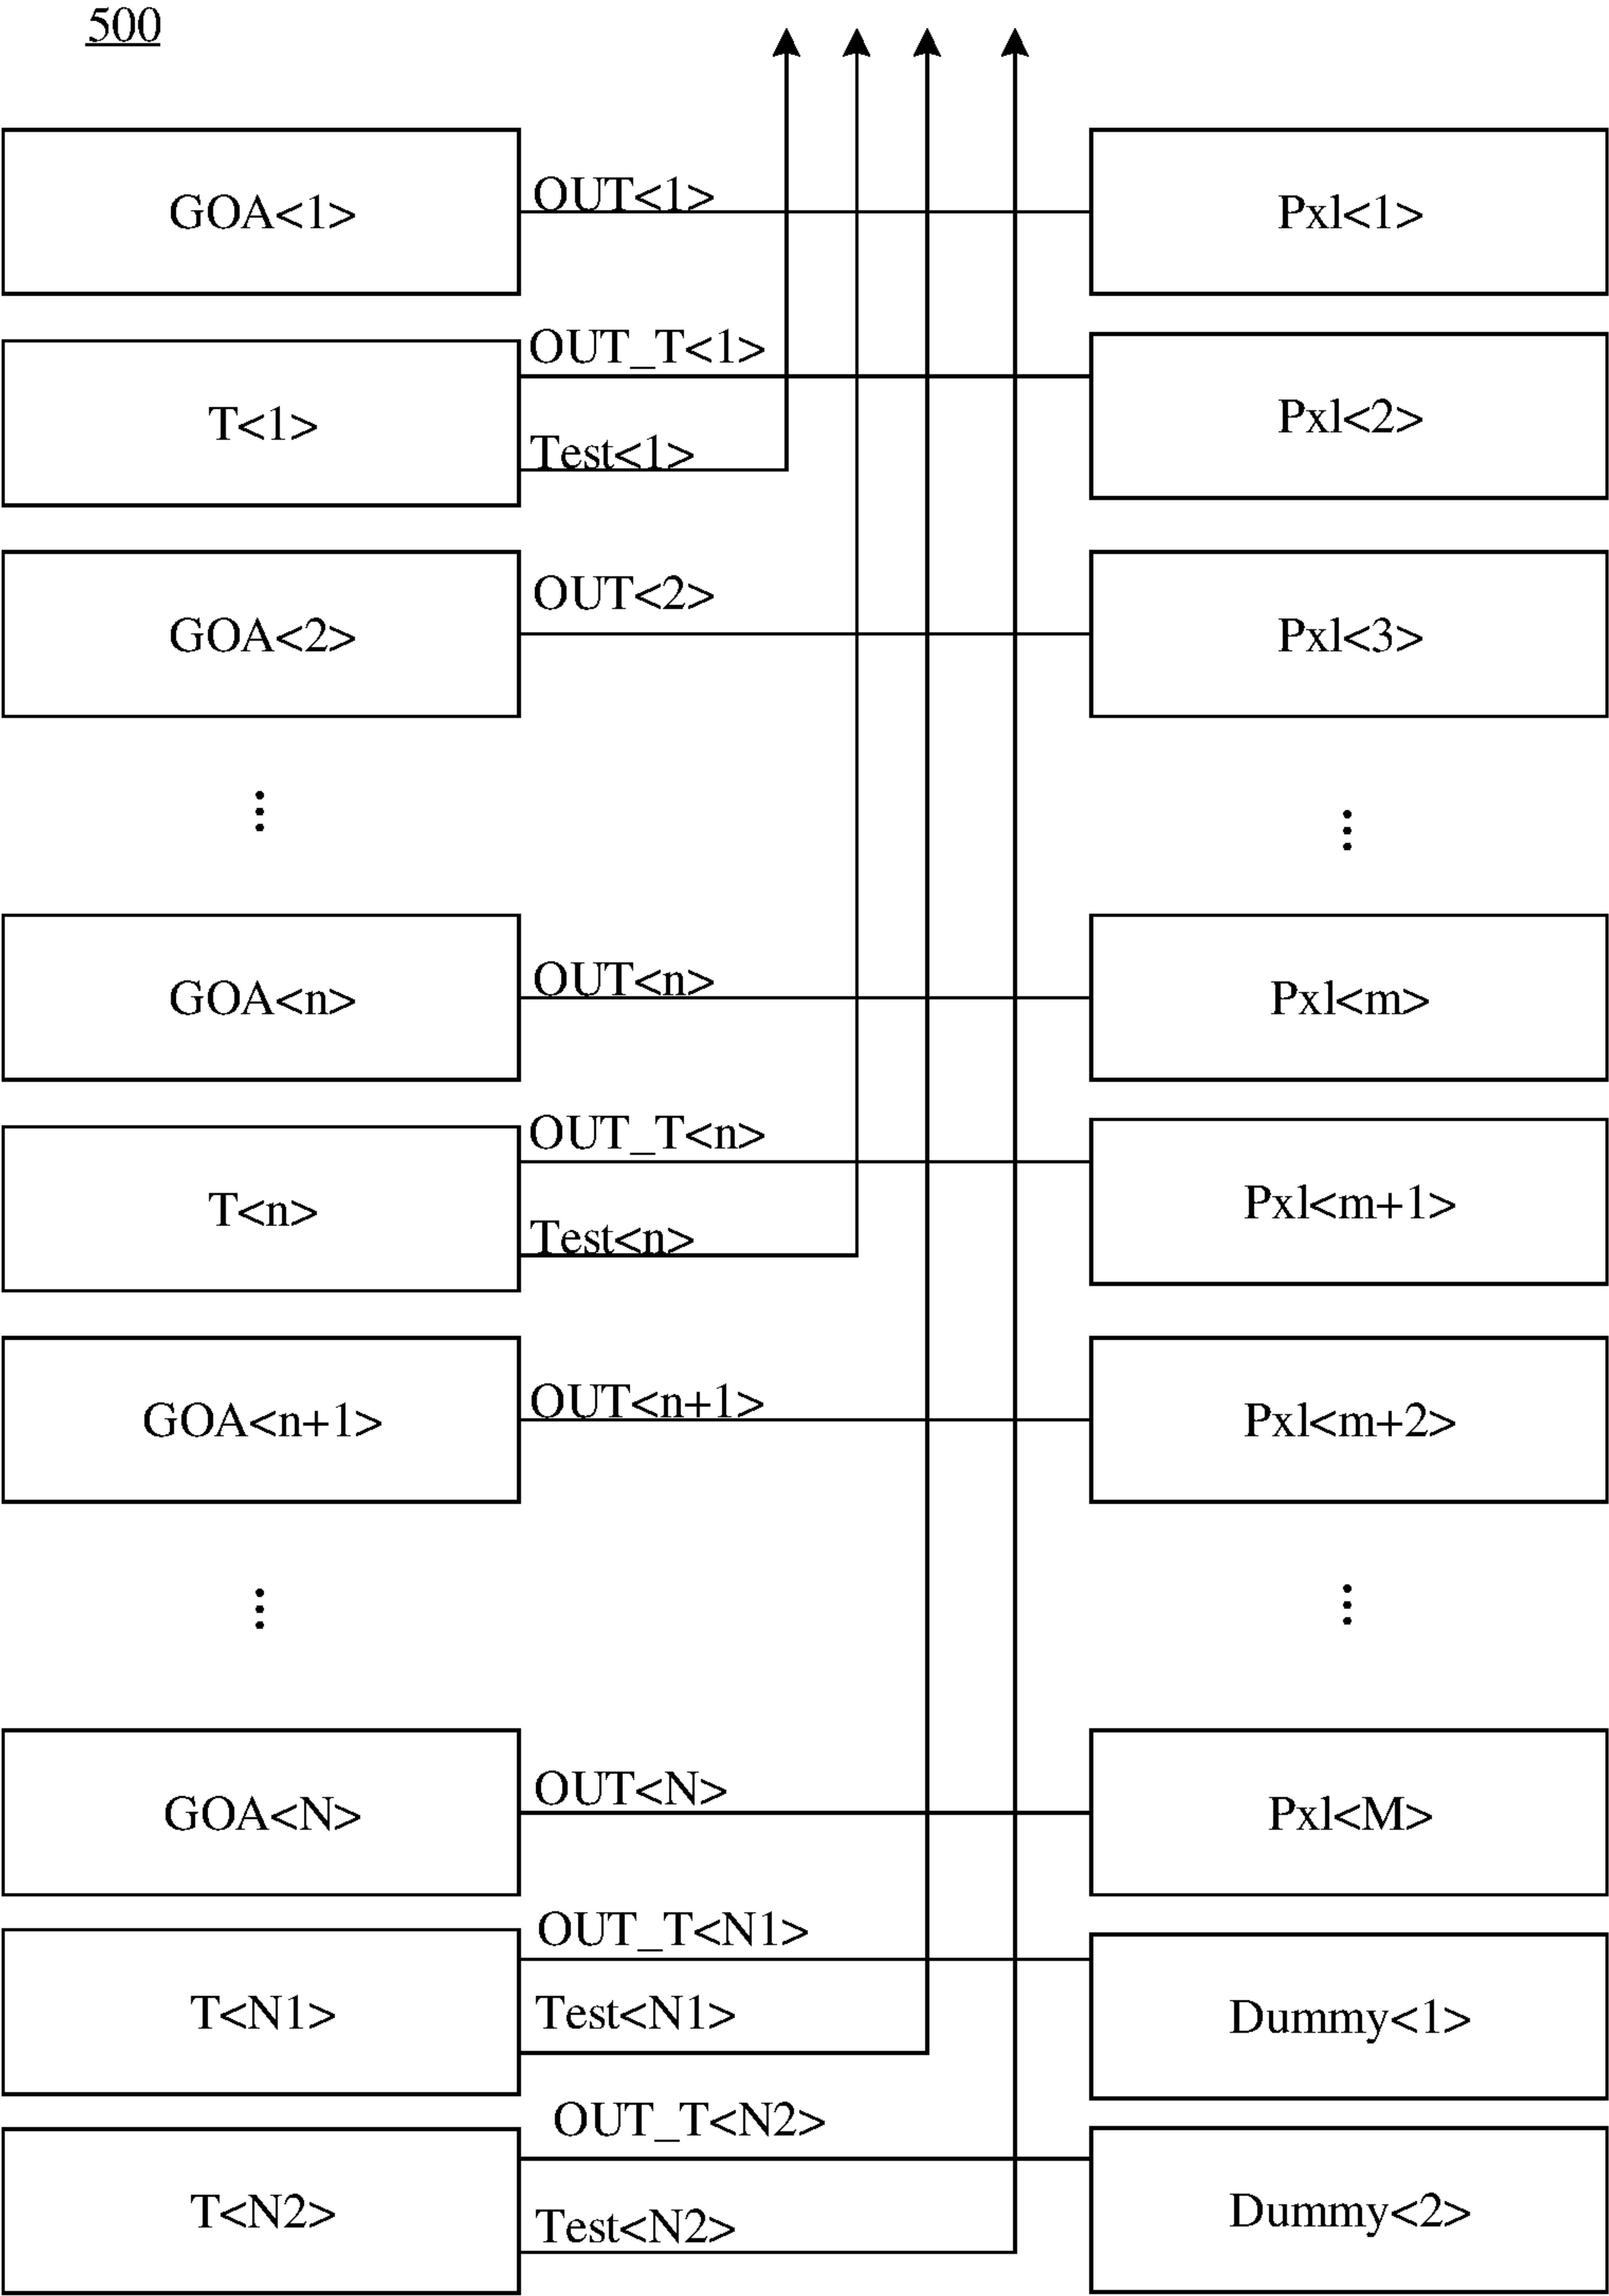 500
GOA<1>
OUT<1>
Pxl<1>
T<1>
OUT_T<1>
Test<1>
Pxl<2>
GOA<2>
OUT<2>
Pxl<3>
⋮
⋮
GOA<n>
OUT<n>
Pxl<m>
T<n>
OUT_T<n>
Test<n>
Pxl<m+1>
GOA<n+1>
OUT<n+1>
Pxl<m+2>
⋮
⋮
GOA<N>
OUT<N>
Pxl<M>
T<N1>
OUT_T<N1>
Test<N1>
Dummy<1>
T<N2>
OUT_T<N2>
Test<N2>
Dummy<2>